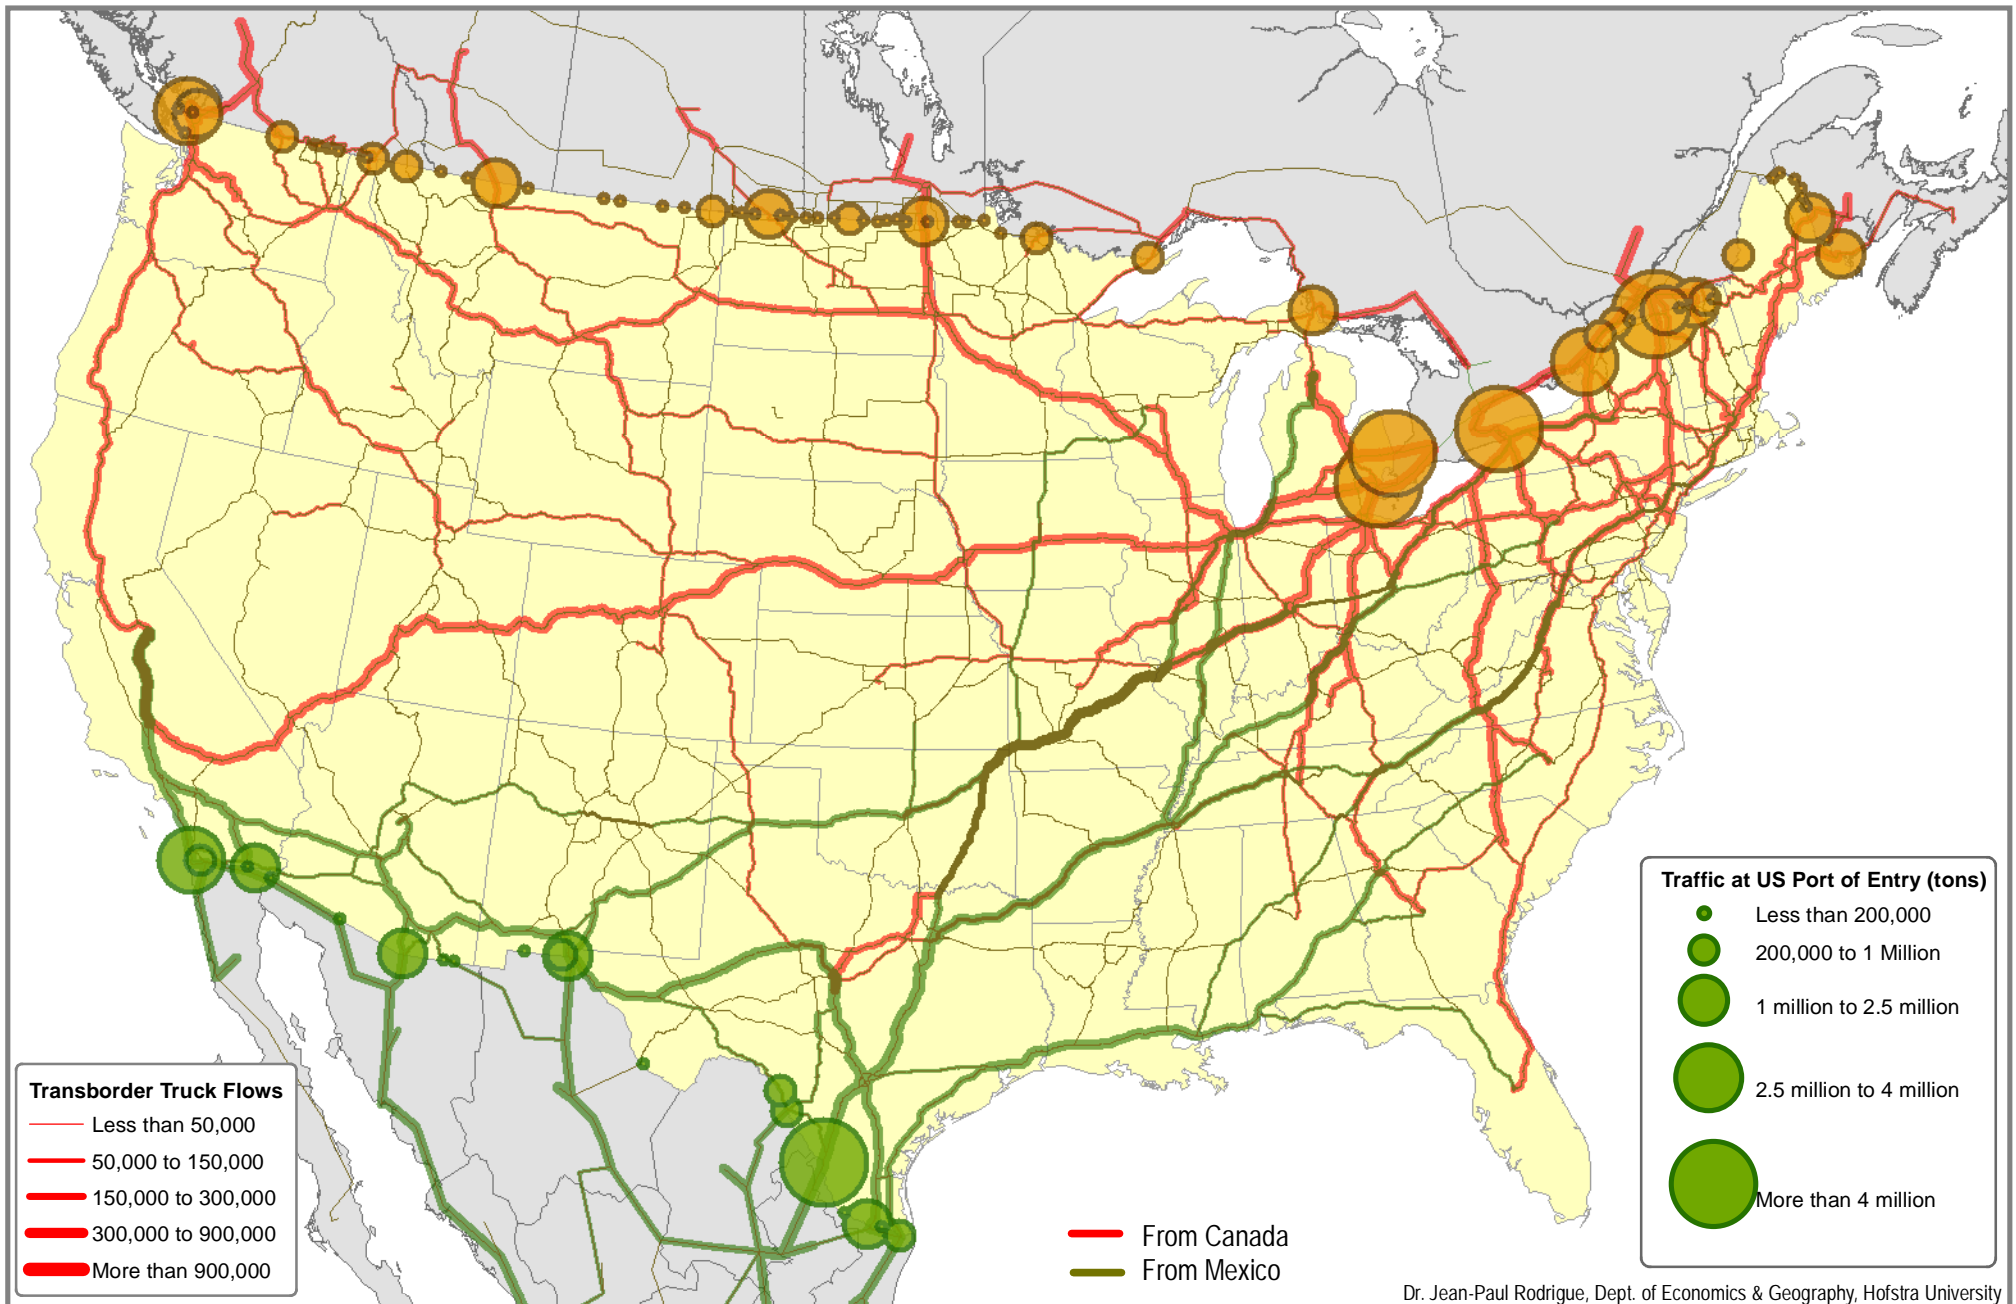 Traffic at US Port of Entry (tons)
Less than 200,000
200,000 to 1 Million
1 million to 2.5 million
2.5 million to 4 million
More than 4 million
Transborder Truck Flows
Less than 50,000
50,000 to 150,000
150,000 to 300,000
300,000 to 900,000
More than 900,000
From Canada
From Mexico
Dr. Jean-Paul Rodrigue, Dept. of Economics & Geography, Hofstra University